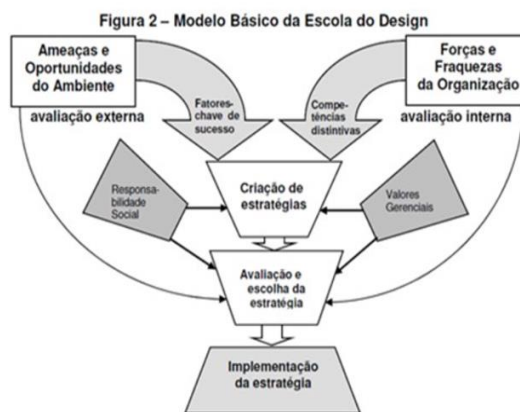 Figura 2 – Modelo Básico da Escola do Design
Ameaças e
Oportunidades
do Ambiente
avaliação externa
Fatores-
chave de
sucesso
Compe-
tências
distintivas
Forças e
Fraquezas
da Organização
avaliação interna
Responsa-
bilidade
Social
Criação de
estratégias
Valores
Gerenciais
Avaliação e
escolha da
estratégia
Implementação
da estratégia